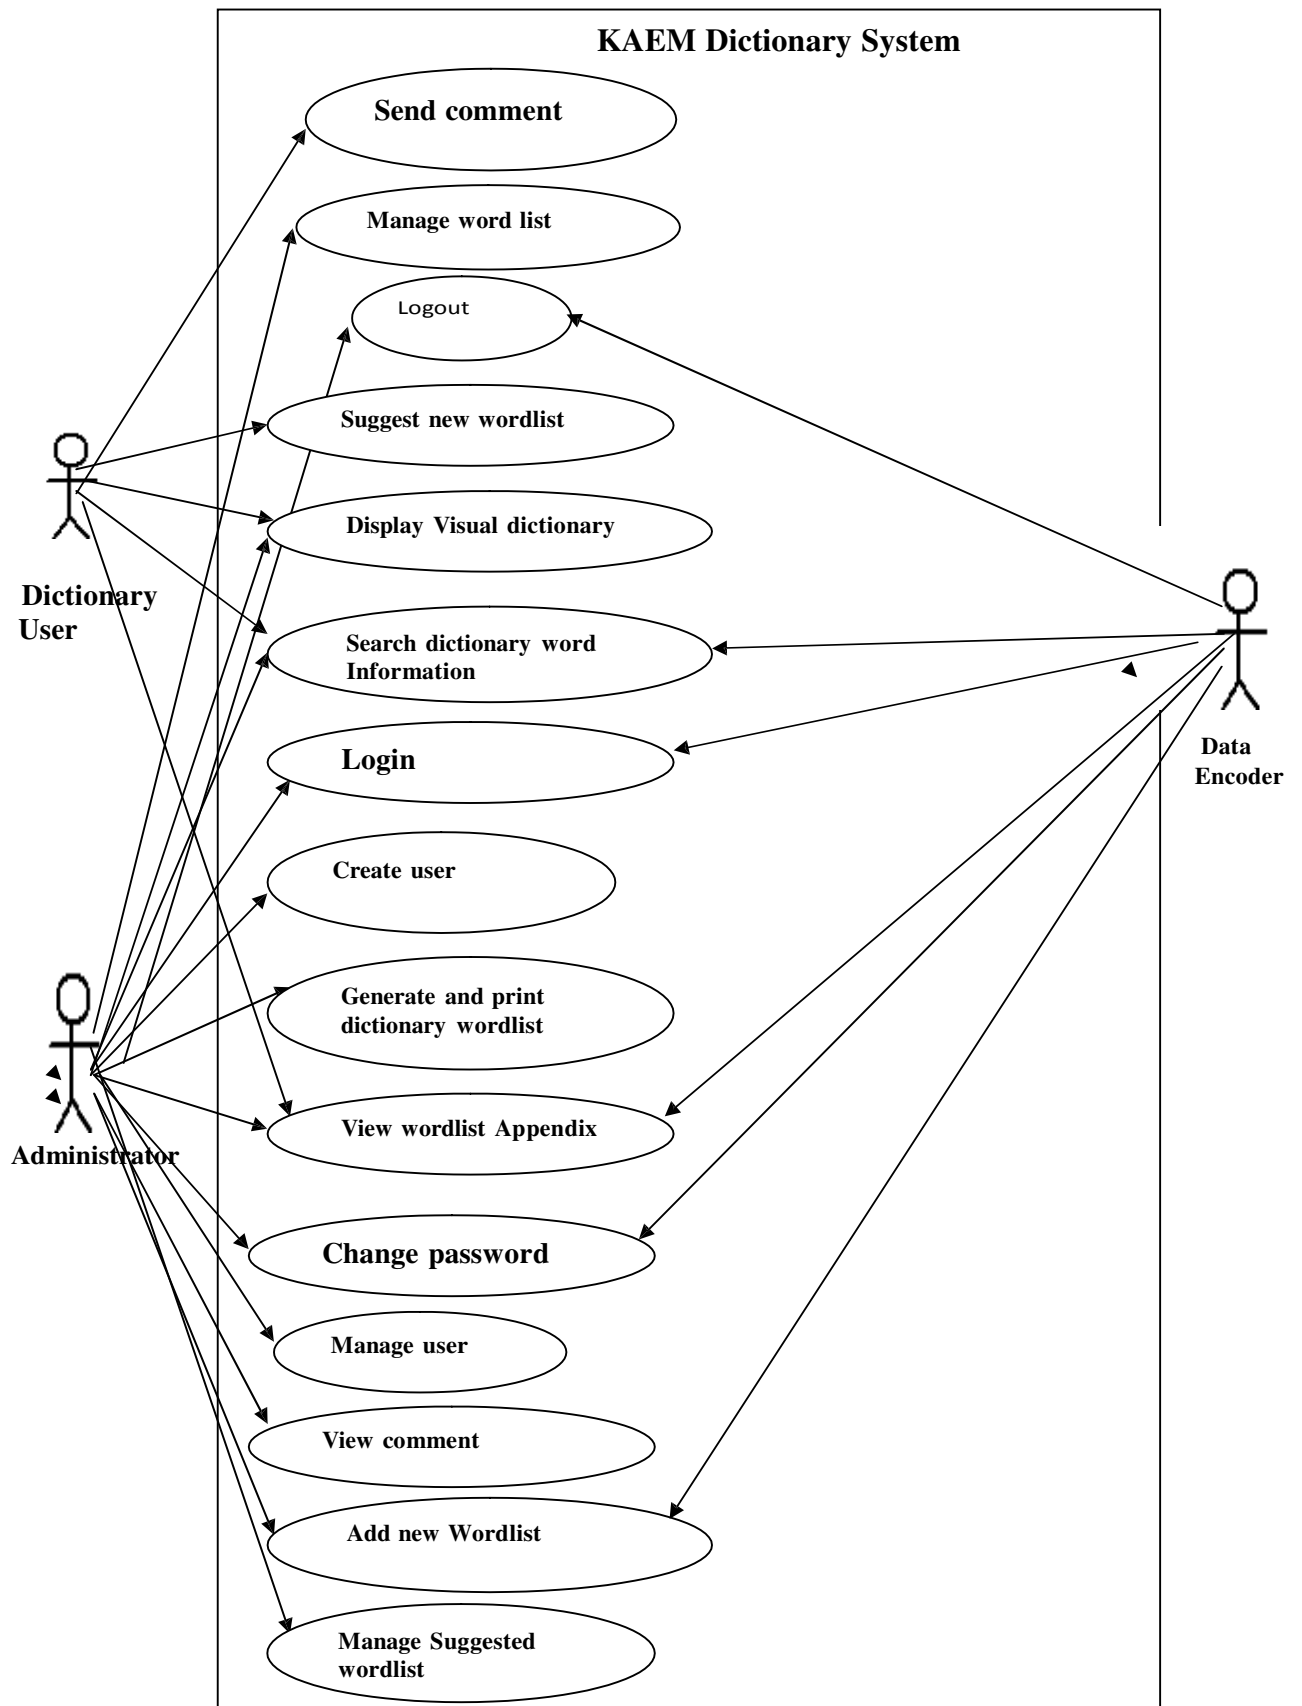 KAEM Dictionary System
Send comment
Manage word list
Logout
Suggest new wordlist
Display Visual dictionary
Dictionary
User
Search dictionary word
Information
Login
Data
Encoder
Create user
Generate and print
dictionary wordlist
View wordlist Appendix
Administrator
Change password
Manage user
View comment
Add new Wordlist
Manage Suggested
wordlist